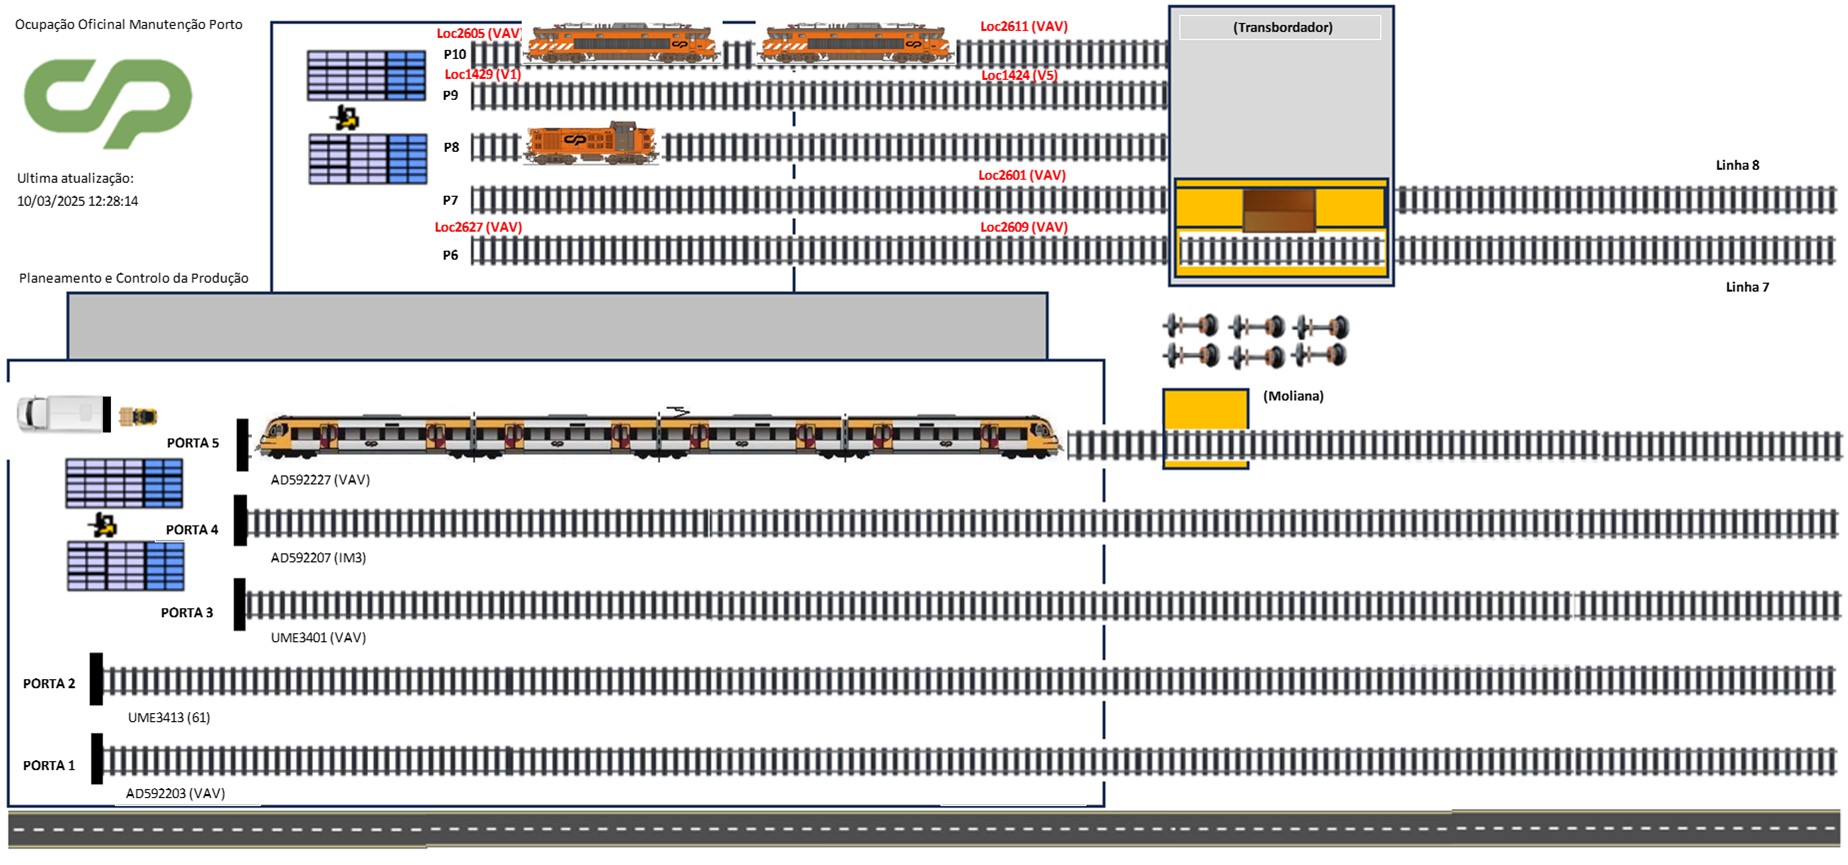 Ocupação Oficinal Manutenção Porto
Ultima atualização:
10/03/2025 12:28:14
Planeamento e Controlo da Produção
Loc2605 (VAV)
Loc2611 (VAV)
P10
Loc1429 (V1)
Loc1424 (V5)
P9
P8
Loc2601 (VAV)
P7
Loc2627 (VAV)
Loc2609 (VAV)
P6
(Transbordador)
Linha 8
Linha 7
(Moliana)
PORTA 5
AD592227 (VAV)
PORTA 4
AD592207 (IM3)
PORTA 3
UME3401 (VAV)
PORTA 2
UME3413 (61)
PORTA 1
AD592203 (VAV)